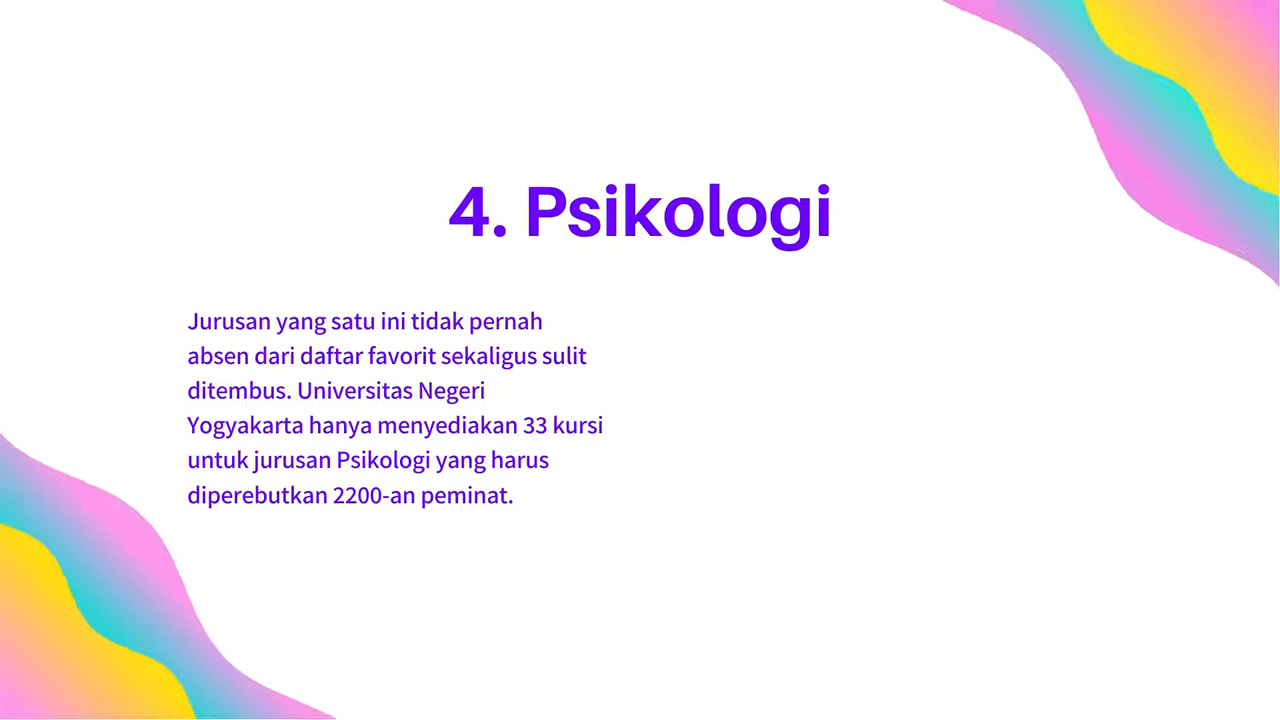 4. Psikologi
Jurusan yang satu ini tidak pernah
absen dari daftar favorit sekaligus sulit
ditembus. Universitas Negeri
Yogyakarta hanya menyediakan 33 kursi
untuk jurusan Psikologi yang harus
diperebutkan 2200-an peminat.